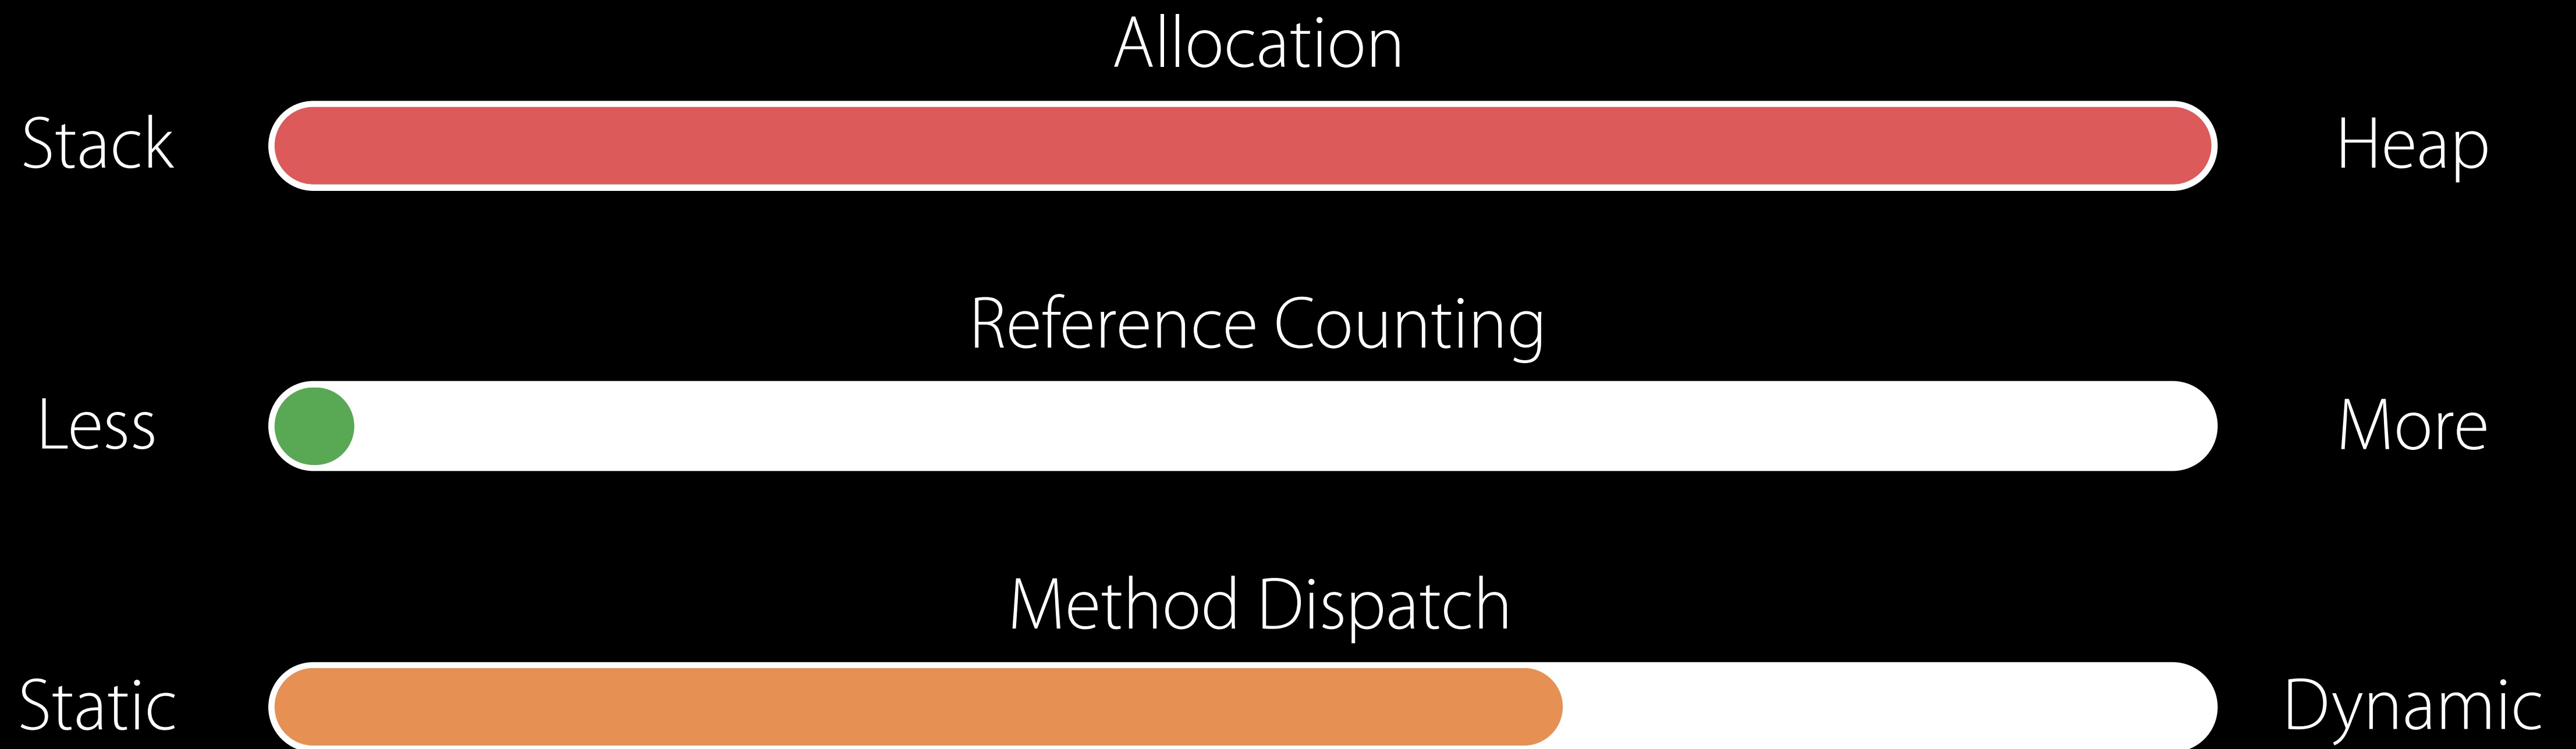 Allocation
Stack Heap
Reference Counting
Less More
Method Dispatch
Static Dynamic